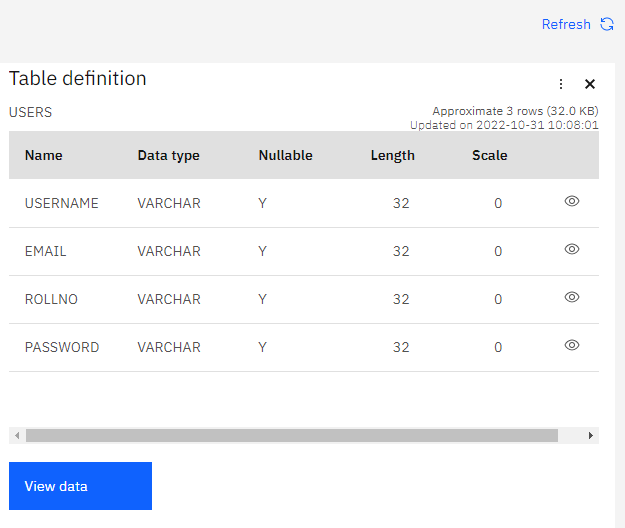 Refresh
Table definition
USERS
Approximate 3 rows (32.0 KB)
Updated on 2022-10-31 10:08:01
Name Data type Nullable Length Scale
USERNAME VARCHAR Y 32 0
EMAIL VARCHAR Y 32 0
ROLLNO VARCHAR Y 32 0
PASSWORD VARCHAR Y 32 0
View data